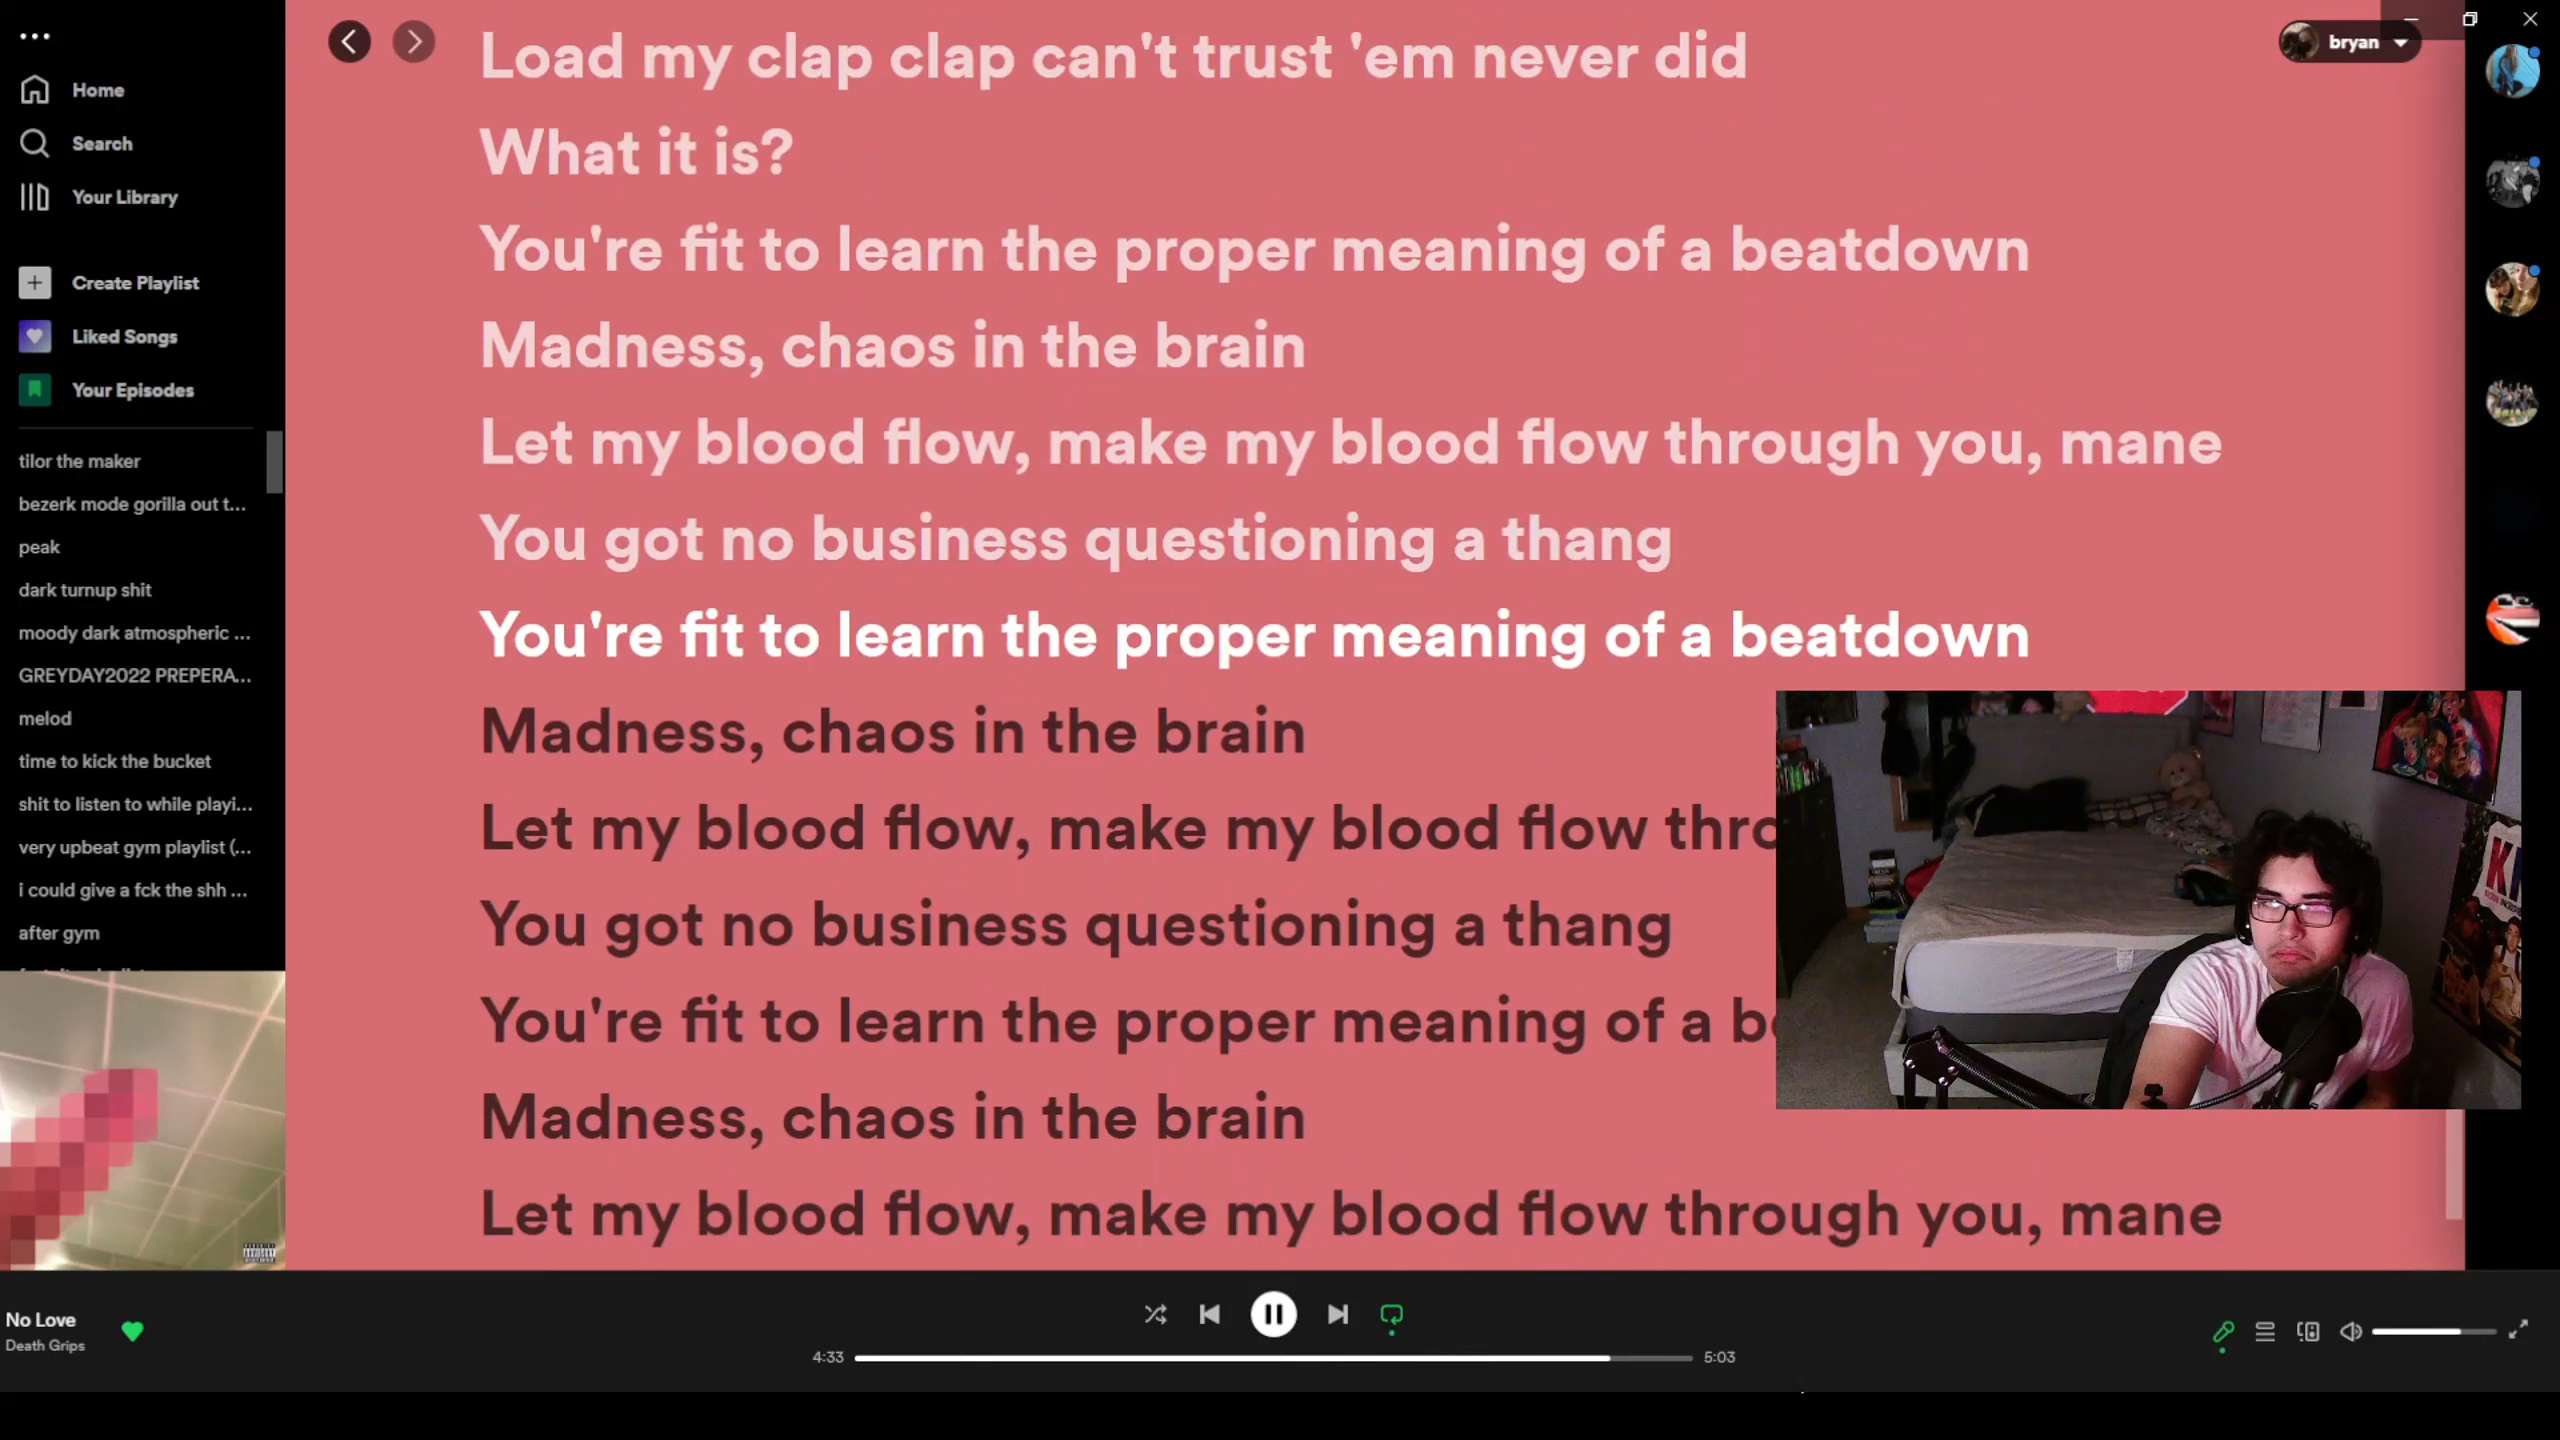 Home
Search
Your Library
Create Playlist
Liked Songs
Your Episodes
tilor the maker
bezerk mode gorilla out t...
peak
dark turnup shit
moody dark atmospheric ...
GREYDAY2022 PREPERA...
melod
time to kick the bucket
shit to listen to while playi...
very upbeat gym playlist (...
i could give a fck the shh ...
after gym
bryan
Load my clap clap can't trust 'em never did
What it is?
You're fit to learn the proper meaning of a beatdown
Madness, chaos in the brain
Let my blood flow, make my blood flow through you, mane
You got no business questioning a thang
You're fit to learn the proper meaning of a beatdown
Madness, chaos in the brain
Let my blood flow, make my blood flow thro
You got no business questioning a thang
You're fit to learn the proper meaning of a be
Madness, chaos in the brain
Let my blood flow, make my blood flow through you, mane
No Love
Death Grips
4:33
5:03